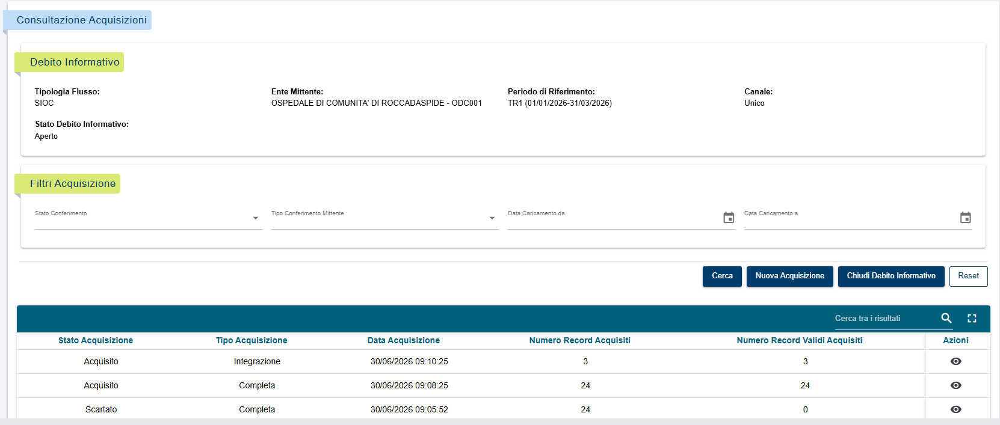 Consultazione Acquisizioni
Debito Informativo
Tipologia Flusso: Ente Mittente: Periodo di Riferimento: Canale:
SIOC OSPEDALE DI COMUNITA' DI ROCCADASPIDE - ODC001 TR1 (01/01/2026-31/03/2026) Unico
Stato Debito Informativo:
Aperto
Filtri Acquisizione
Stato Conferimento Tipo Conferimento Mittente Data Caricamento da Data Caricamento a
Cerca Nuova Acquisizione Chiudi Debito Informativo Reset
Cerca tra i risultati
Stato Acquisizione Tipo Acquisizione Data Acquisizione Numero Record Acquisiti Numero Record Validi Acquisiti Azioni
Acquisito Integrazione 30/06/2026 09:10:25 3 3
Acquisito Completa 30/06/2026 09:08:25 24 24
Scartato Completa 30/06/2026 09:05:52 24 0